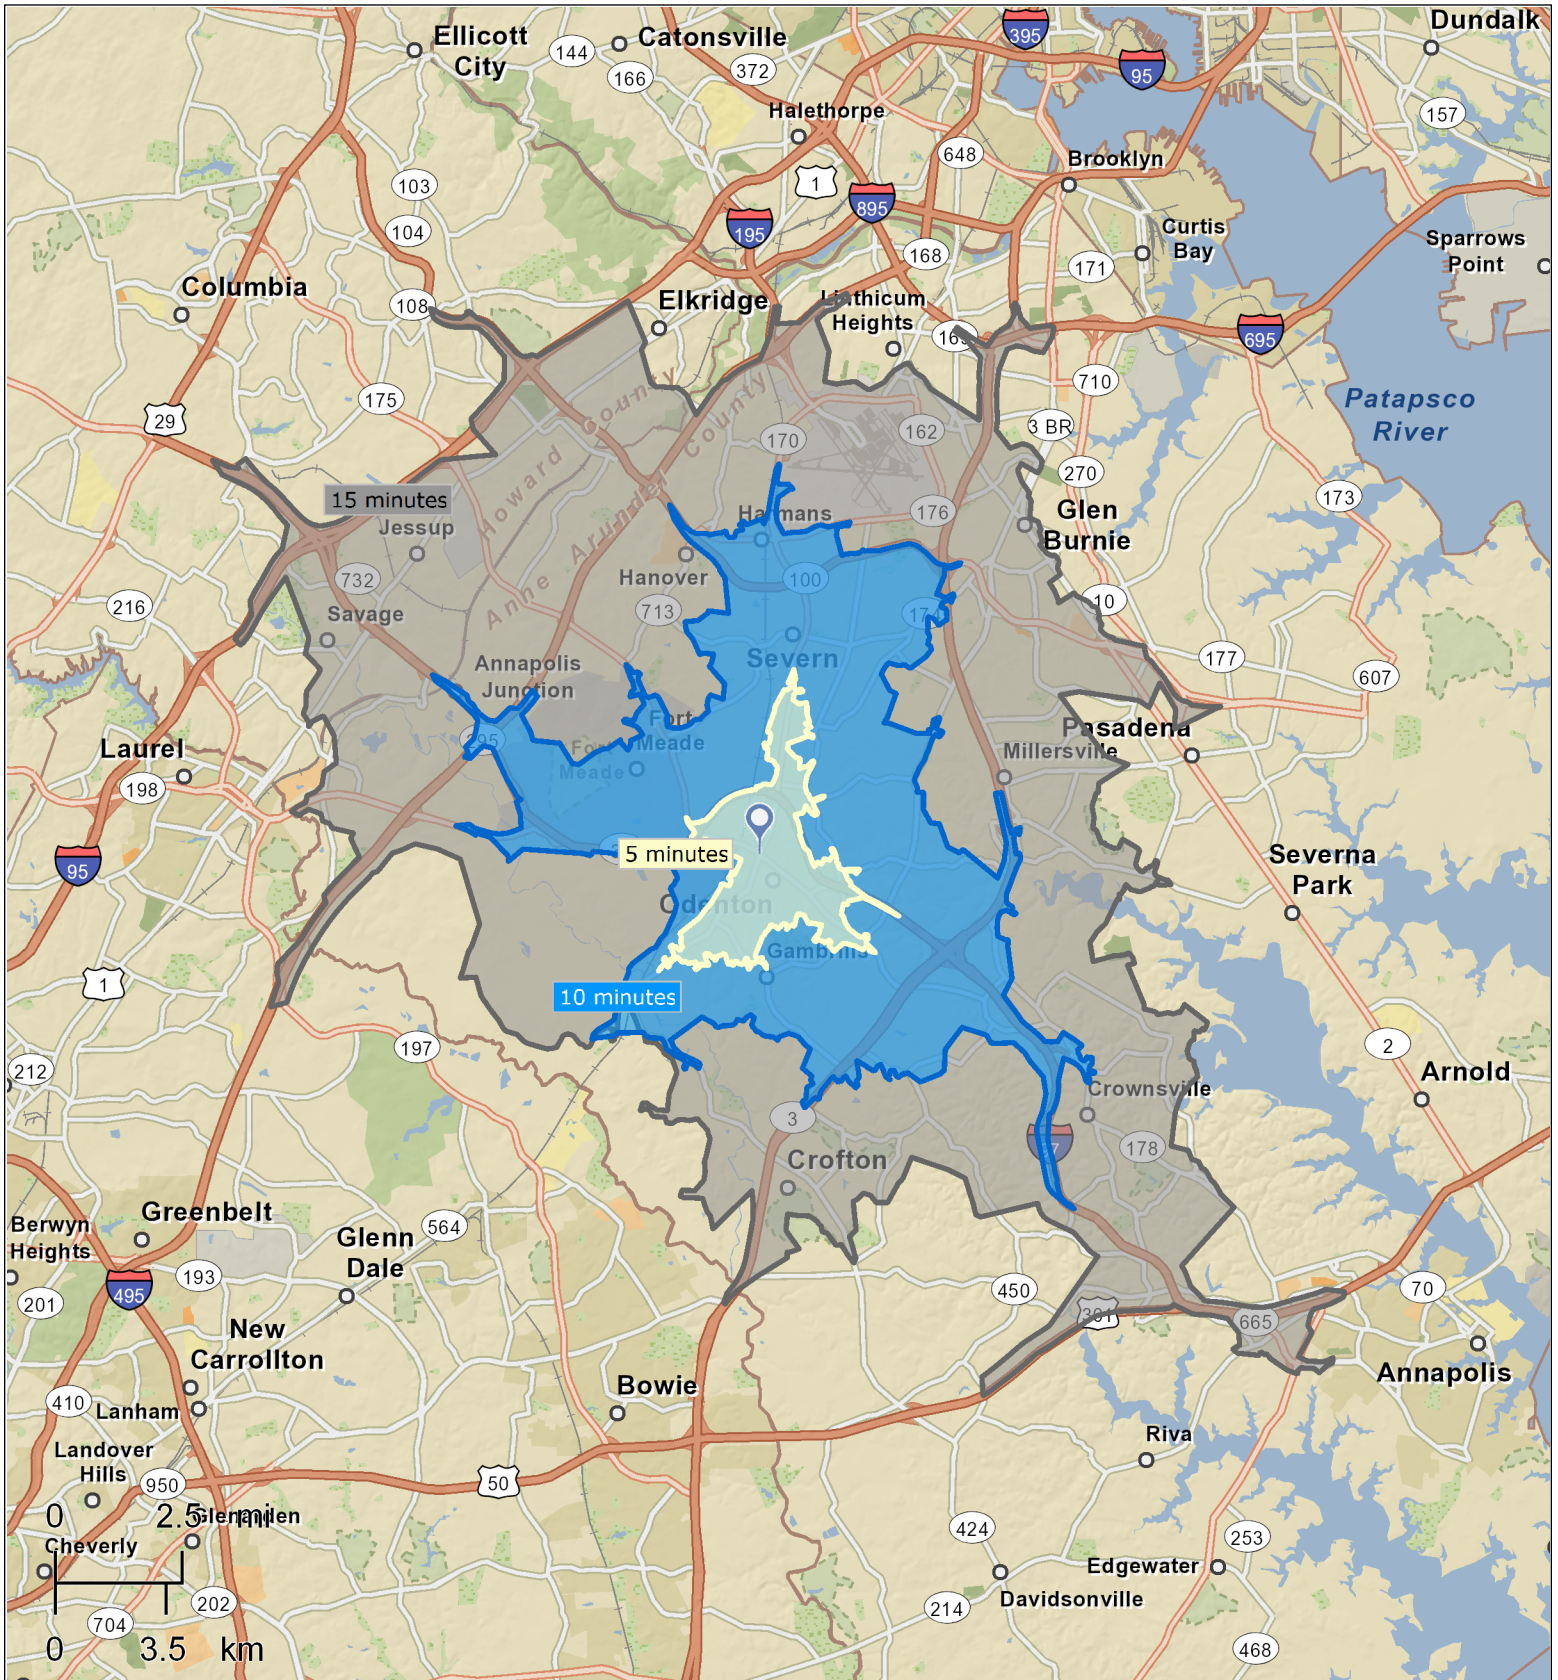 Ellicott
City
144
Catonsville
166
372
395
95
Dundalk
157
Halethorpe
648
1
Brooklyn
103
895
104
195
168
Curtis
Bay
171
Sparrows
Point
Columbia
108
Elkridge
Linthicum
Heights
695
175
29
710
Patapsco
River
Howard County
Anne Arundel County
170
162
3 BR
270
173
15 minutes
Jessup
Harmans
176
Glen
Burnie
732
Hanover
100
216
Savage
713
174
10
Severn
177
607
Annapolis
Junction
295
Fort
Meade
Fort
Meade
Pasadena
Millersville
Laurel
198
95
5 minutes
Severna
Park
Odenton
Gambrills
1
10 minutes
197
2
212
Arnold
Crownsville
3
178
Crofton
Greenbelt
Berwyn
Heights
564
Glenn
Dale
193
201
495
450
70
301
665
New
Carrollton
Annapolis
410
Bowie
Lanham
Riva
Landover
Hills
950
50
0 2.5 mi
Glenarden
424
253
Cheverly
Edgewater
202
Davidsonville
214
704
0 3.5 km
468